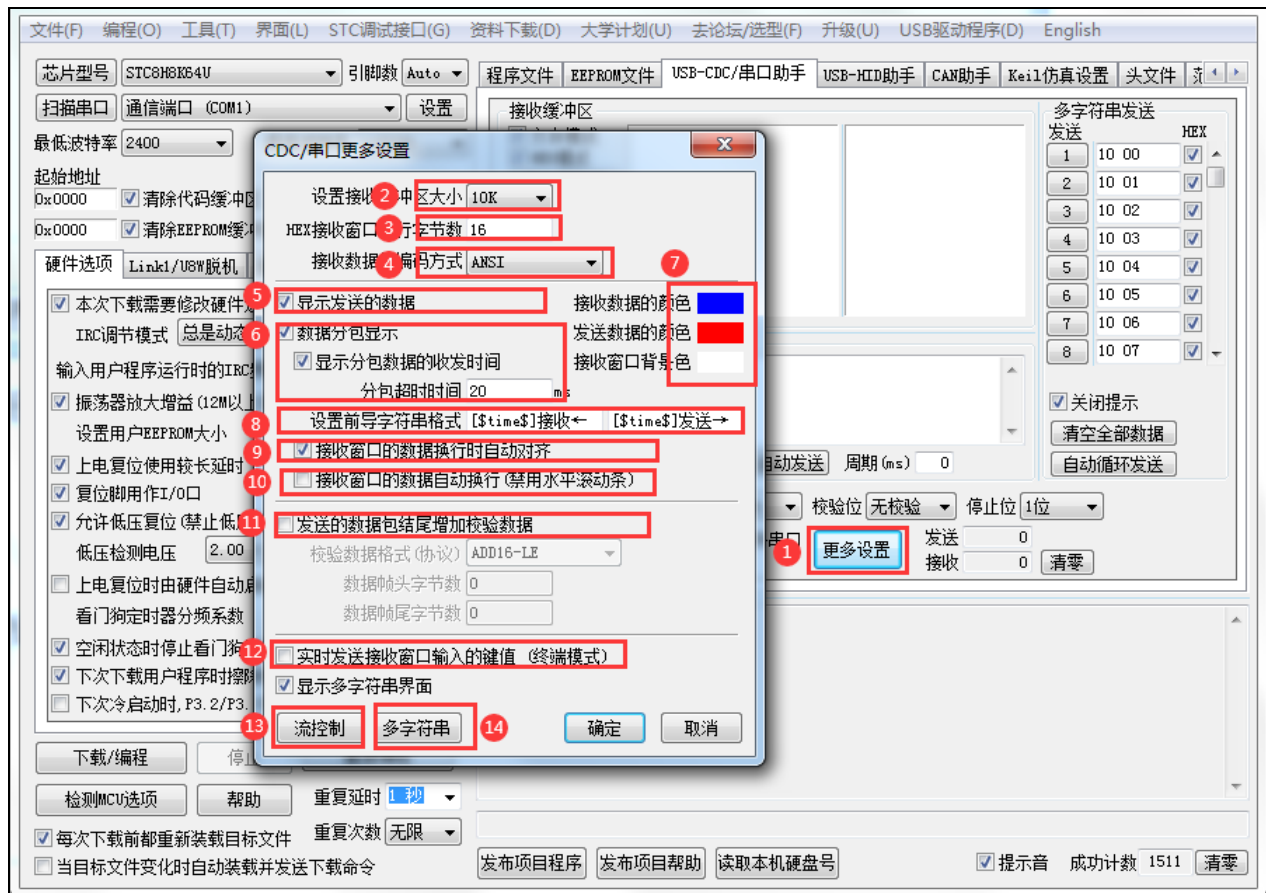 文件(F) 编程(O) 工具(T) 界面(L) STC调试接口(G) 资料下载(D) 大学计划(U) 去论坛/选型(F) 升级(U) USB驱动程序(D) English
芯片型号 STC8H8K64U 引脚数 Auto
扫描串口 通信端口 (COM1) 设置
最低波特率 2400
起始地址
0x0000 清除代码缓冲区
0x0000 清除EEPROM缓冲
硬件选项 Link1/U8W脱机
本次下载需要修改硬件
IRC调节模式 总是动态
输入用户程序运行时的IRC
振荡器放大增益(12M以上
设置用户EEPROM大小
上电复位使用较长延时
复位脚用作I/O口
允许低压复位(禁止低
低压检测电压 2.00
上电复位时由硬件自动启
看门狗定时器分频系数
空闲状态时停止看门狗
下次下载用户程序时擦除
下次冷启动时,P3.2/P3.
下载/编程 停止
检测MCU选项 帮助 重复延时 1 秒
每次下载前都重新装载目标文件 重复次数 无限
当目标文件变化时自动装载并发送下载命令
程序文件 EEPROM文件 USB-CDC/串口助手 USB-HID助手 CAN助手 Keil仿真设置 头文件 范
接收缓冲区
多字符串发送
发送 HEX
1 10 00
2 10 01
3 10 02
4 10 03
5 10 04
6 10 05
7 10 06
8 10 07
关闭提示
清空全部数据
自动循环发送
自动发送 周期(ms) 0
校验位 无校验 停止位 1位
串口 1 更多设置 发送 0
接收 0 清零
发布项目程序 发布项目帮助 读取本机硬盘号 提示音 成功计数 1511 清零
CDC/串口更多设置
设置接收 2 冲区大小 10K
HEX接收窗口 3 行字节数 16
接收数据 4 编码方式 ANSI
7
5 显示发送的数据 接收数据的颜色
6 数据分包显示 发送数据的颜色
显示分包数据的收发时间 接收窗口背景色
分包超时时间 20 ms
8 设置前导字符串格式 [$time$]接收← [$time$]发送→
9 接收窗口的数据换行时自动对齐
10 接收窗口的数据自动换行(禁用水平滚动条)
11 发送的数据包结尾增加校验数据
校验数据格式(协议) ADD16-LE
数据帧头字节数 0
数据帧尾字节数 0
12 实时发送接收窗口输入的键值 (终端模式)
显示多字符串界面
13 流控制 多字符串 14 确定 取消